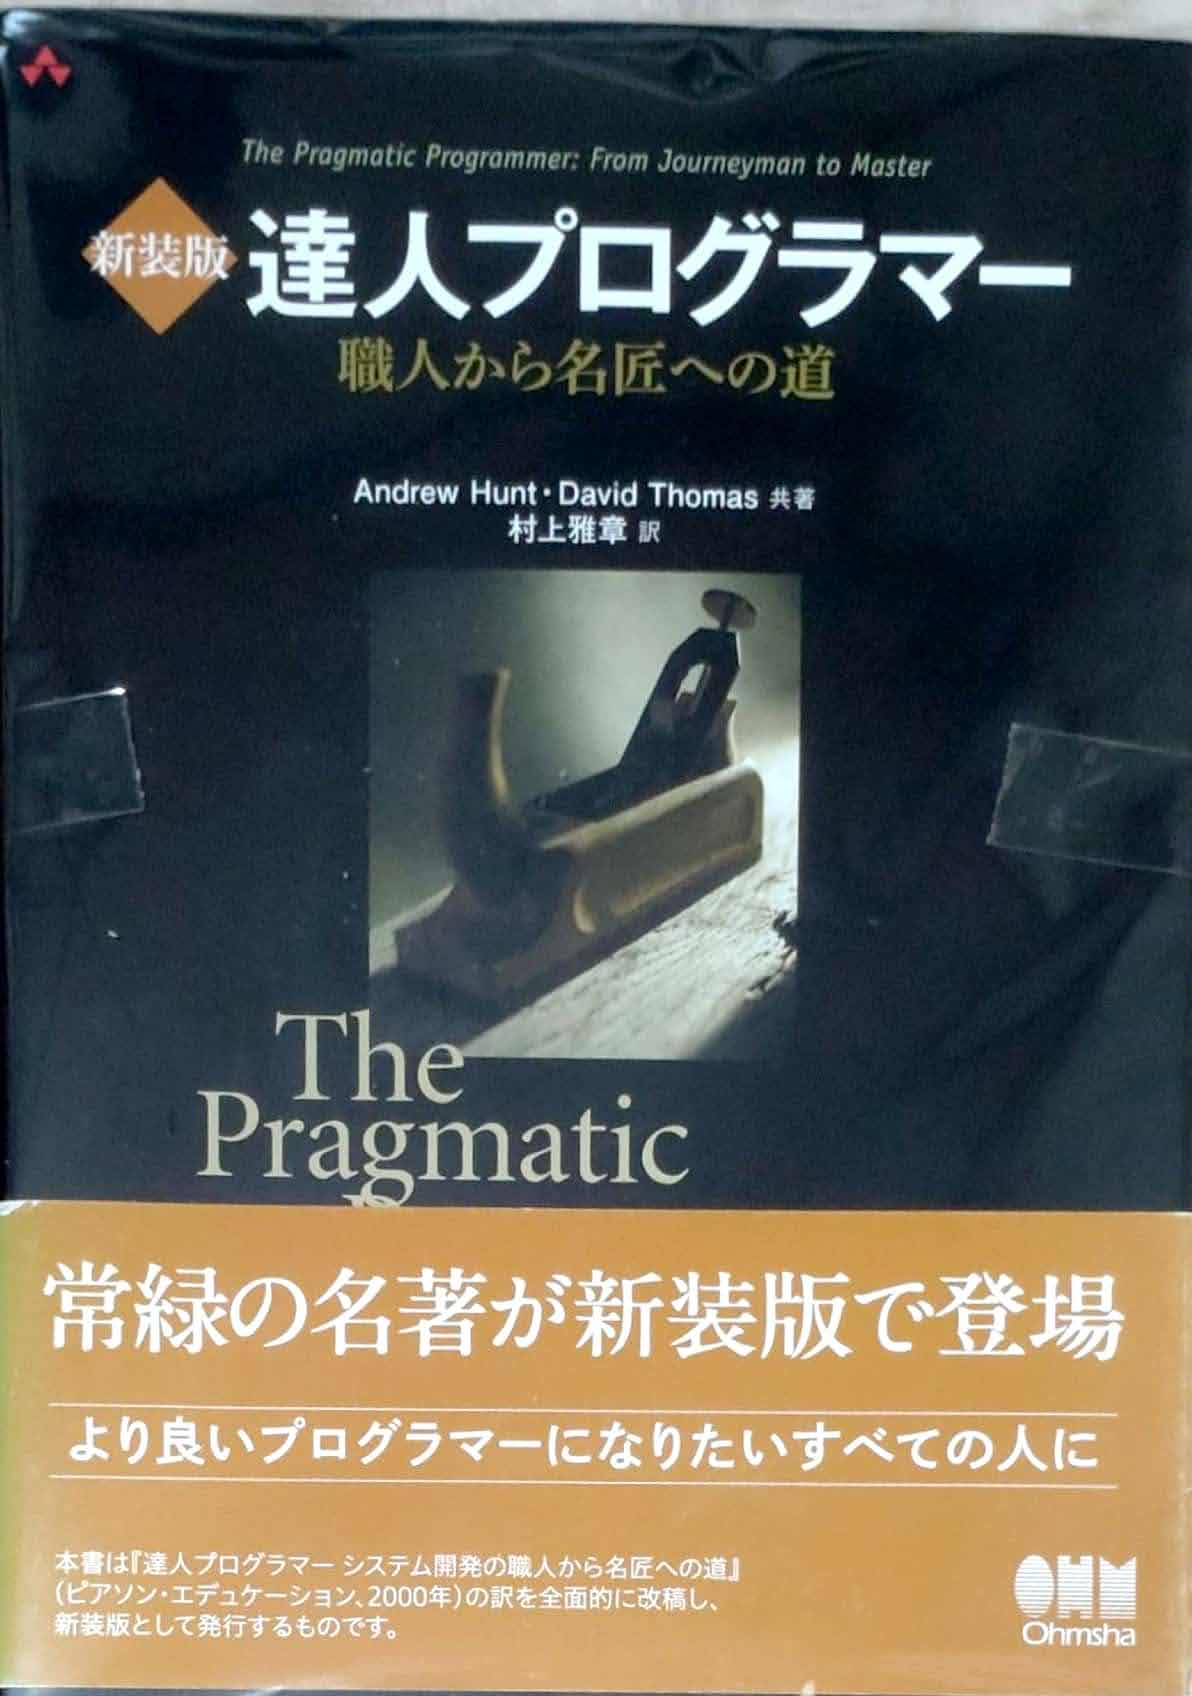 The Pragmatic Programmer: From Journeyman to Master
新装版
達人プログラマー
職人から名匠への道
Andrew Hunt・David Thomas 共著
村上雅章 訳
The
Pragmatic
常緑の名著が新装版で登場
より良いプログラマーになりたいすべての人に
本書は『達人プログラマー システム開発の職人から名匠への道』
(ピアソン・エデュケーション、2000年)の訳を全面的に改稿し、
新装版として発行するものです。
OHM
Ohmsha